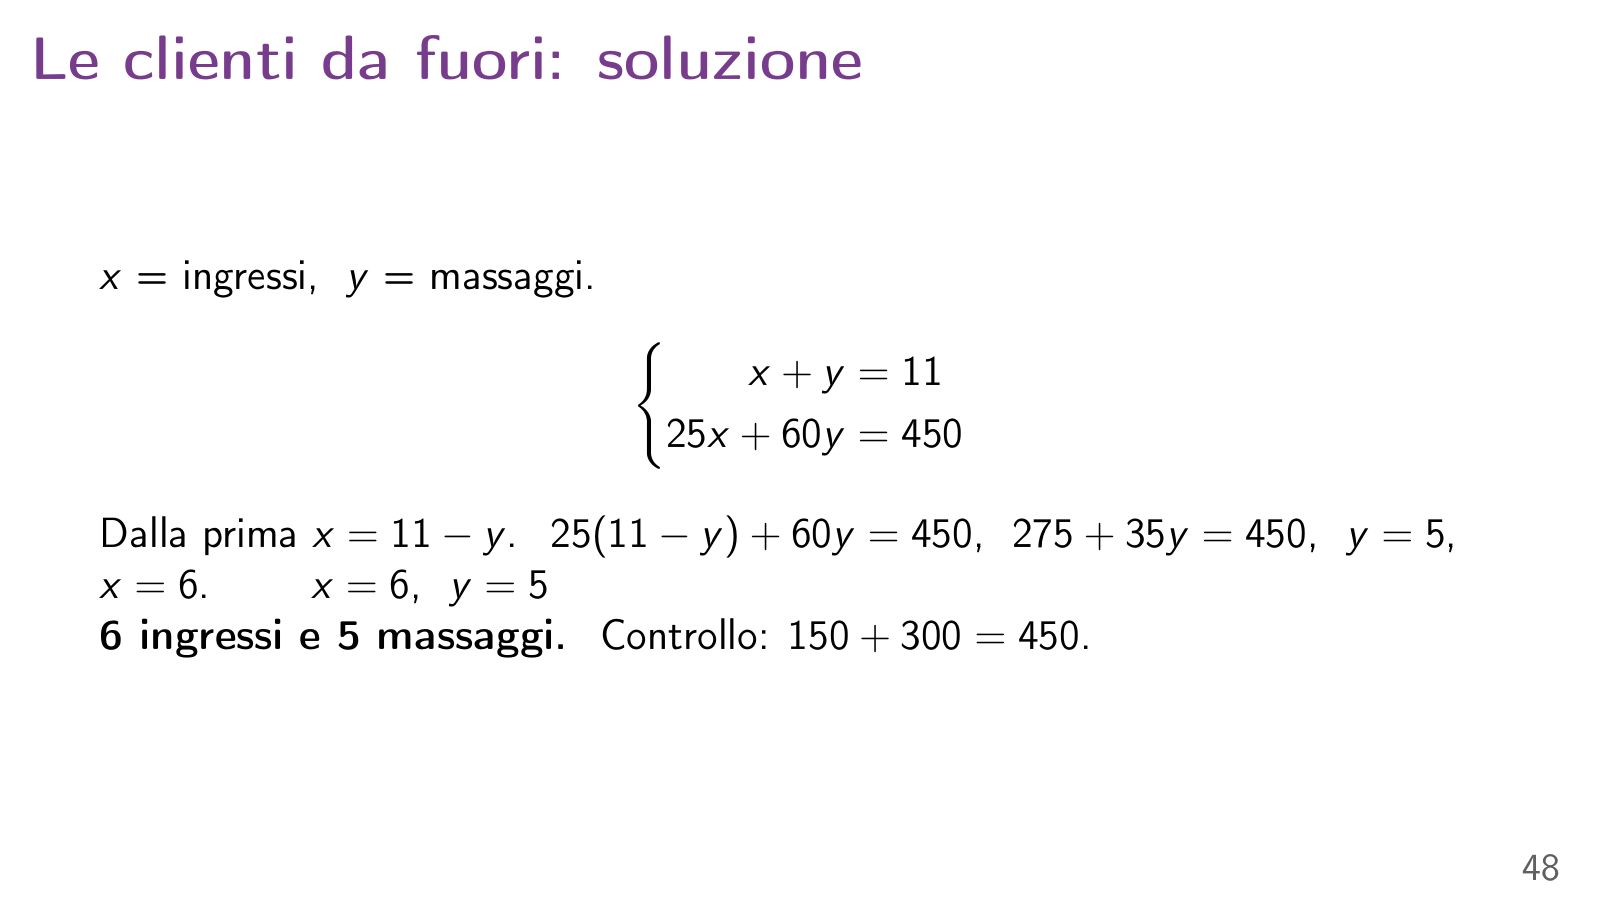 Le clienti da fuori: soluzione
x = ingressi, y = massaggi.
x + y = 11
25x + 60y = 450
Dalla prima x = 11 − y. 25(11 − y) + 60y = 450, 275 + 35y = 450, y = 5,
x = 6. x = 6, y = 5
6 ingressi e 5 massaggi. Controllo: 150 + 300 = 450.
48